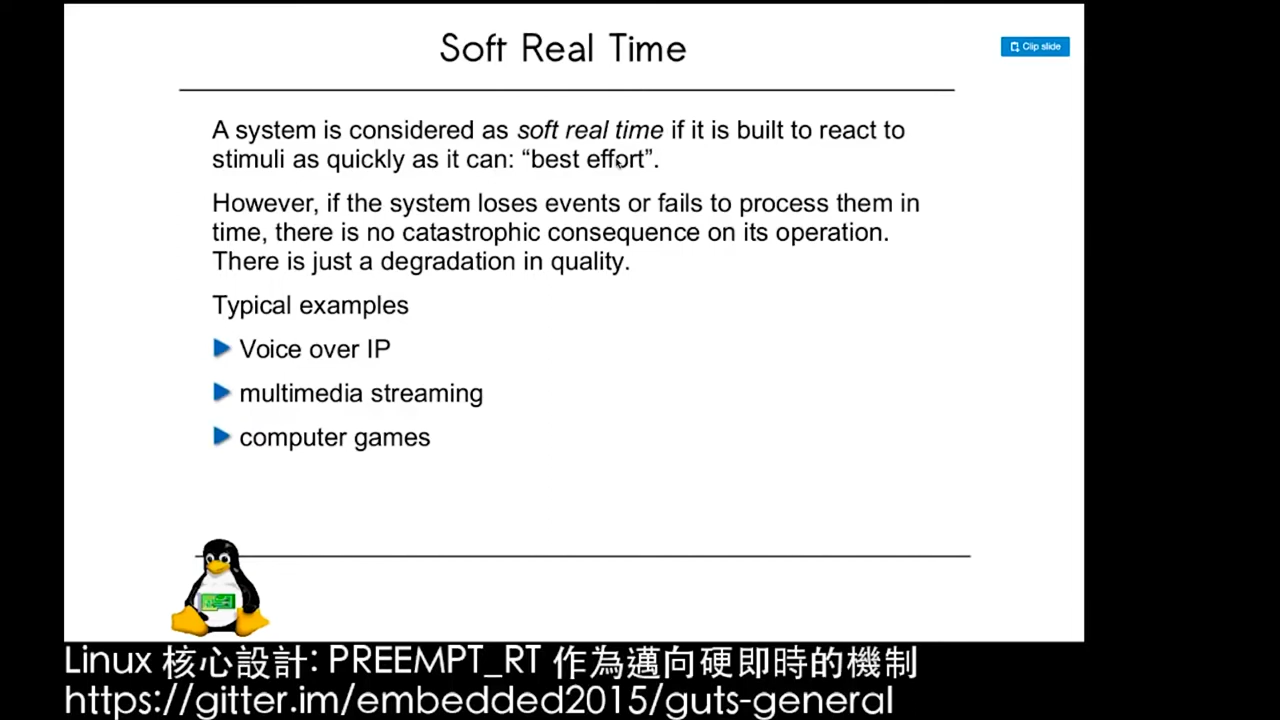 Soft Real Time
Clip slide
A system is considered as soft real time if it is built to react to
stimuli as quickly as it can: “best effort”.
However, if the system loses events or fails to process them in
time, there is no catastrophic consequence on its operation.
There is just a degradation in quality.
Typical examples
Voice over IP
multimedia streaming
computer games
Linux 核心設計: PREEMPT_RT 作為邁向硬即時的機制
https://gitter.im/embedded2015/guts-general